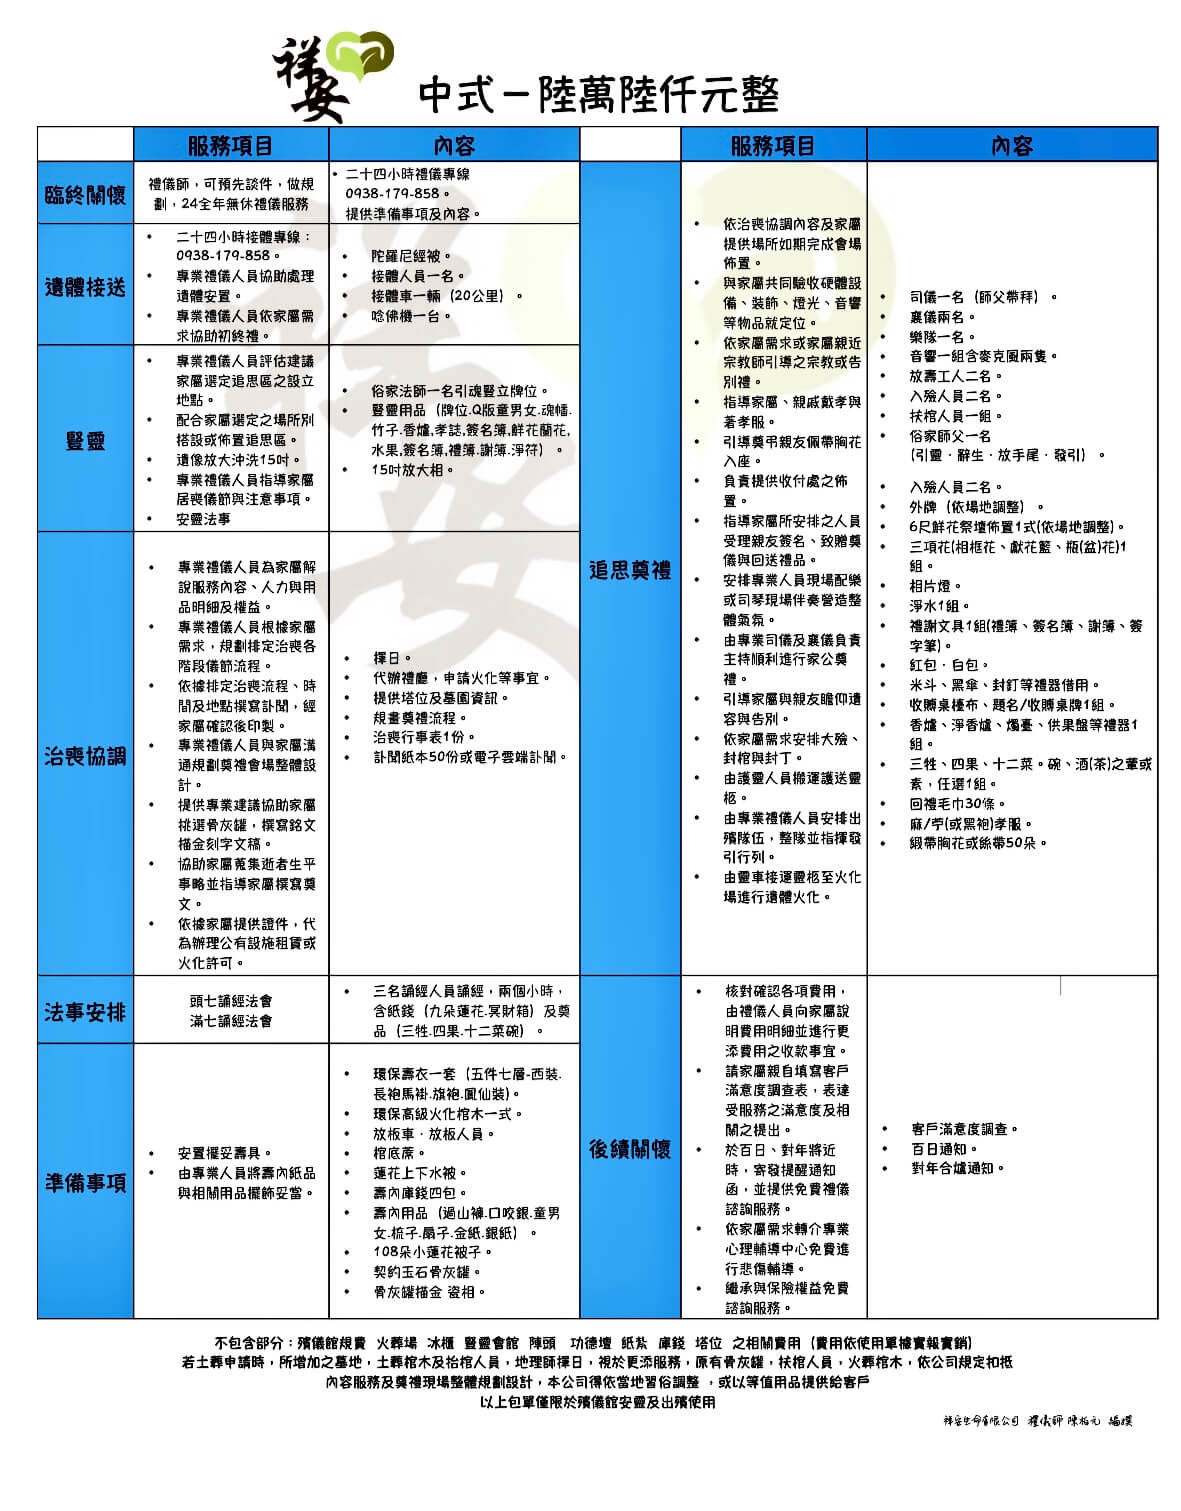 祥安
中式－陸萬陸仟元整
服務項目
內容
服務項目
內容
臨終關懷
禮儀師，可預先談件，做規
劃，24全年無休禮儀服務
• 二十四小時禮儀專線
0938-179-858。
提供準備事項及內容。
遺體接送
• 二十四小時接體專線：
0938-179-858。
• 專業禮儀人員協助處理
遺體安置。
• 專業禮儀人員依家屬需
求協助初終禮。
• 陀羅尼經被。
• 接體人員一名。
• 接體車一輛（20公里）。
• 唸佛機一台。
豎靈
• 專業禮儀人員評估建議
家屬選定追思區之設立
地點。
• 配合家屬選定之場所別
搭設或佈置追思區。
• 遺像放大沖洗15吋。
• 專業禮儀人員指導家屬
居喪儀節與注意事項。
• 安靈法事
• 俗家法師一名引魂豎立牌位。
• 豎靈用品（牌位.Q版童男女.魂幡.
竹子.香爐,孝誌,簽名簿,鮮花蘭花,
水果,簽名簿,禮簿.謝簿.淨符）。
• 15吋放大相。
治喪協調
• 專業禮儀人員為家屬解
說服務內容、人力與用
品明細及權益。
• 專業禮儀人員根據家屬
需求，規劃排定治喪各
階段儀節流程。
• 依據排定治喪流程、時
間及地點撰寫訃聞，經
家屬確認後印製。
• 專業禮儀人員與家屬溝
通規劃奠禮會場整體設
計。
• 提供專業建議協助家屬
挑選骨灰罐，撰寫銘文
描金刻字文稿。
• 協助家屬蒐集逝者生平
事略並指導家屬撰寫奠
文。
• 依據家屬提供證件，代
為辦理公有設施租賃或
火化許可。
• 擇日。
• 代辦禮廳，申請火化等事宜。
• 提供塔位及墓園資訊。
• 規畫奠禮流程。
• 治喪行事表1份。
• 訃聞紙本50份或電子雲端訃聞。
法事安排
頭七誦經法會
滿七誦經法會
• 三名誦經人員誦經，兩個小時，
含紙錢（九朵蓮花.冥財箱）及奠
品（三牲.四果.十二菜碗）。
準備事項
• 安置擺妥壽具。
• 由專業人員將壽內紙品
與相關用品擺飾妥當。
• 環保壽衣一套（五件七層-西裝.
長袍馬褂.旗袍.鳳仙裝)。
• 環保高級火化棺木一式。
• 放板車．放板人員。
• 棺底蓆。
• 蓮花上下水被。
• 壽內庫錢四包。
• 壽內用品（過山褲.口咬銀.童男
女.梳子.扇子.金紙.銀紙）。
• 108朵小蓮花被子。
• 契約玉石骨灰罐。
• 骨灰罐描金 瓷相。
追思奠禮
• 依治喪協調內容及家屬
提供場所如期完成會場
佈置。
• 與家屬共同驗收硬體設
備、裝飾、燈光、音響
等物品就定位。
• 依家屬需求或家屬親近
宗教師引導之宗教或告
別禮。
• 指導家屬、親戚戴孝與
著孝服。
• 引導奠弔親友佩帶胸花
入座。
• 負責提供收付處之佈
置。
• 指導家屬所安排之人員
受理親友簽名、致贈奠
儀與回送禮品。
• 安排專業人員現場配樂
或司琴現場伴奏營造整
體氣氛。
• 由專業司儀及襄儀負責
主持順利進行家公奠
禮。
• 引導家屬與親友瞻仰遺
容與告別。
• 依家屬需求安排大殮、
封棺與封丁。
• 由護靈人員搬運護送靈
柩。
• 由專業禮儀人員安排出
殯隊伍，整隊並指揮發
引行列。
• 由靈車接運靈柩至火化
場進行遺體火化。
• 司儀一名（師父帶拜）。
• 襄儀兩名。
• 樂隊一名。
• 音響一組含麥克風兩隻。
• 放壽工人二名。
• 入殮人員二名。
• 扶棺人員一組。
• 俗家師父一名
(引靈．辭生．放手尾．發引）。
• 入殮人員二名。
• 外牌（依場地調整）。
• 6尺鮮花祭壇佈置1式(依場地調整)。
• 三項花(相框花、獻花籃、瓶(盆)花)1
組。
• 相片燈。
• 淨水1組。
• 禮謝文具1組(禮簿、簽名簿、謝簿、簽
字筆)。
• 紅包．白包。
• 米斗、黑傘、封釘等禮器借用。
• 收賻桌檯布、題名/收賻桌牌1組。
• 香爐、淨香爐、燭臺、供果盤等禮器1
組。
• 三牲、四果、十二菜。碗、酒(茶)之葷或
素，任選1組。
• 回禮毛巾30條。
• 麻/苧(或黑袍)孝服。
• 緞帶胸花或絲帶50朵。
後續關懷
• 核對確認各項費用，
由禮儀人員向家屬說
明費用明細並進行更
添費用之收款事宜。
• 請家屬親自填寫客戶
滿意度調查表，表達
受服務之滿意度及相
關之提出。
• 於百日、對年將近
時，寄發提醒通知
函，並提供免費禮儀
諮詢服務。
• 依家屬需求轉介專業
心理輔導中心免費進
行悲傷輔導。
• 繼承與保險權益免費
諮詢服務。
• 客戶滿意度調查。
• 百日通知。
• 對年合爐通知。
不包含部分：殯儀館規費 火葬場 冰櫃 豎靈會館 陣頭 功德壇 紙紮 庫錢 塔位 之相關費用（費用依使用單據實報實銷)
若土葬申請時，所增加之墓地，土葬棺木及抬棺人員，地理師擇日，視於更添服務，原有骨灰罐，扶棺人員，火葬棺木，依公司規定扣抵
內容服務及奠禮現場整體規劃設計，本公司得依當地習俗調整 ，或以等值用品提供給客戶
以上包單僅限於殯儀館安靈及出殯使用
祥安生命有限公司 禮儀師 陳柏元 編撰